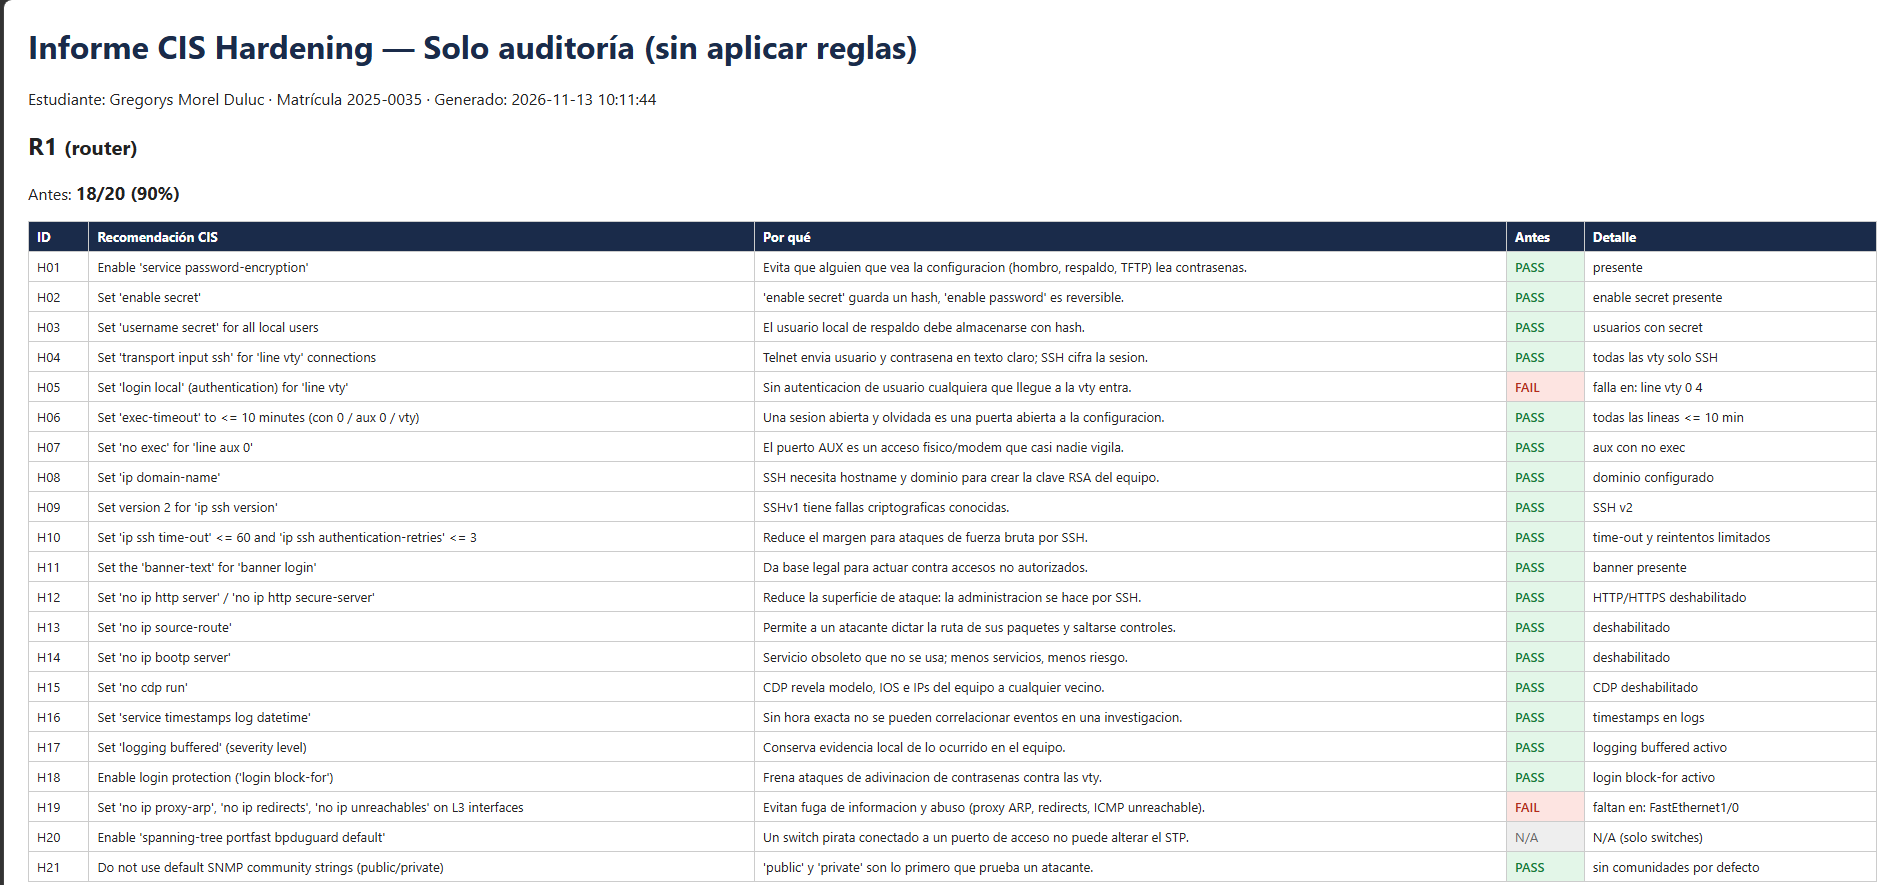 Informe CIS Hardening — Solo auditoría (sin aplicar reglas)
Estudiante: Gregorys Morel Duluc · Matrícula 2025-0035 · Generado: 2026-11-13 10:11:44
R1 (router)
Antes: 18/20 (90%)
ID Recomendación CIS Por qué Antes Detalle
H01 Enable 'service password-encryption' Evita que alguien que vea la configuracion (hombro, respaldo, TFTP) lea contrasenas. PASS presente
H02 Set 'enable secret' 'enable secret' guarda un hash, 'enable password' es reversible. PASS enable secret presente
H03 Set 'username secret' for all local users El usuario local de respaldo debe almacenarse con hash. PASS usuarios con secret
H04 Set 'transport input ssh' for 'line vty' connections Telnet envia usuario y contrasena en texto claro; SSH cifra la sesion. PASS todas las vty solo SSH
H05 Set 'login local' (authentication) for 'line vty' Sin autenticacion de usuario cualquiera que llegue a la vty entra. FAIL falla en: line vty 0 4
H06 Set 'exec-timeout' to <= 10 minutes (con 0 / aux 0 / vty) Una sesion abierta y olvidada es una puerta abierta a la configuracion. PASS todas las lineas <= 10 min
H07 Set 'no exec' for 'line aux 0' El puerto AUX es un acceso fisico/modem que casi nadie vigila. PASS aux con no exec
H08 Set 'ip domain-name' SSH necesita hostname y dominio para crear la clave RSA del equipo. PASS dominio configurado
H09 Set version 2 for 'ip ssh version' SSHv1 tiene fallas criptograficas conocidas. PASS SSH v2
H10 Set 'ip ssh time-out' <= 60 and 'ip ssh authentication-retries' <= 3 Reduce el margen para ataques de fuerza bruta por SSH. PASS time-out y reintentos limitados
H11 Set the 'banner-text' for 'banner login' Da base legal para actuar contra accesos no autorizados. PASS banner presente
H12 Set 'no ip http server' / 'no ip http secure-server' Reduce la superficie de ataque: la administracion se hace por SSH. PASS HTTP/HTTPS deshabilitado
H13 Set 'no ip source-route' Permite a un atacante dictar la ruta de sus paquetes y saltarse controles. PASS deshabilitado
H14 Set 'no ip bootp server' Servicio obsoleto que no se usa; menos servicios, menos riesgo. PASS deshabilitado
H15 Set 'no cdp run' CDP revela modelo, IOS e IPs del equipo a cualquier vecino. PASS CDP deshabilitado
H16 Set 'service timestamps log datetime' Sin hora exacta no se pueden correlacionar eventos en una investigacion. PASS timestamps en logs
H17 Set 'logging buffered' (severity level) Conserva evidencia local de lo ocurrido en el equipo. PASS logging buffered activo
H18 Enable login protection ('login block-for') Frena ataques de adivinacion de contrasenas contra las vty. PASS login block-for activo
H19 Set 'no ip proxy-arp', 'no ip redirects', 'no ip unreachables' on L3 interfaces Evitan fuga de informacion y abuso (proxy ARP, redirects, ICMP unreachable). FAIL faltan en: FastEthernet1/0
H20 Enable 'spanning-tree portfast bpduguard default' Un switch pirata conectado a un puerto de acceso no puede alterar el STP. N/A N/A (solo switches)
H21 Do not use default SNMP community strings (public/private) 'public' y 'private' son lo primero que prueba un atacante. PASS sin comunidades por defecto